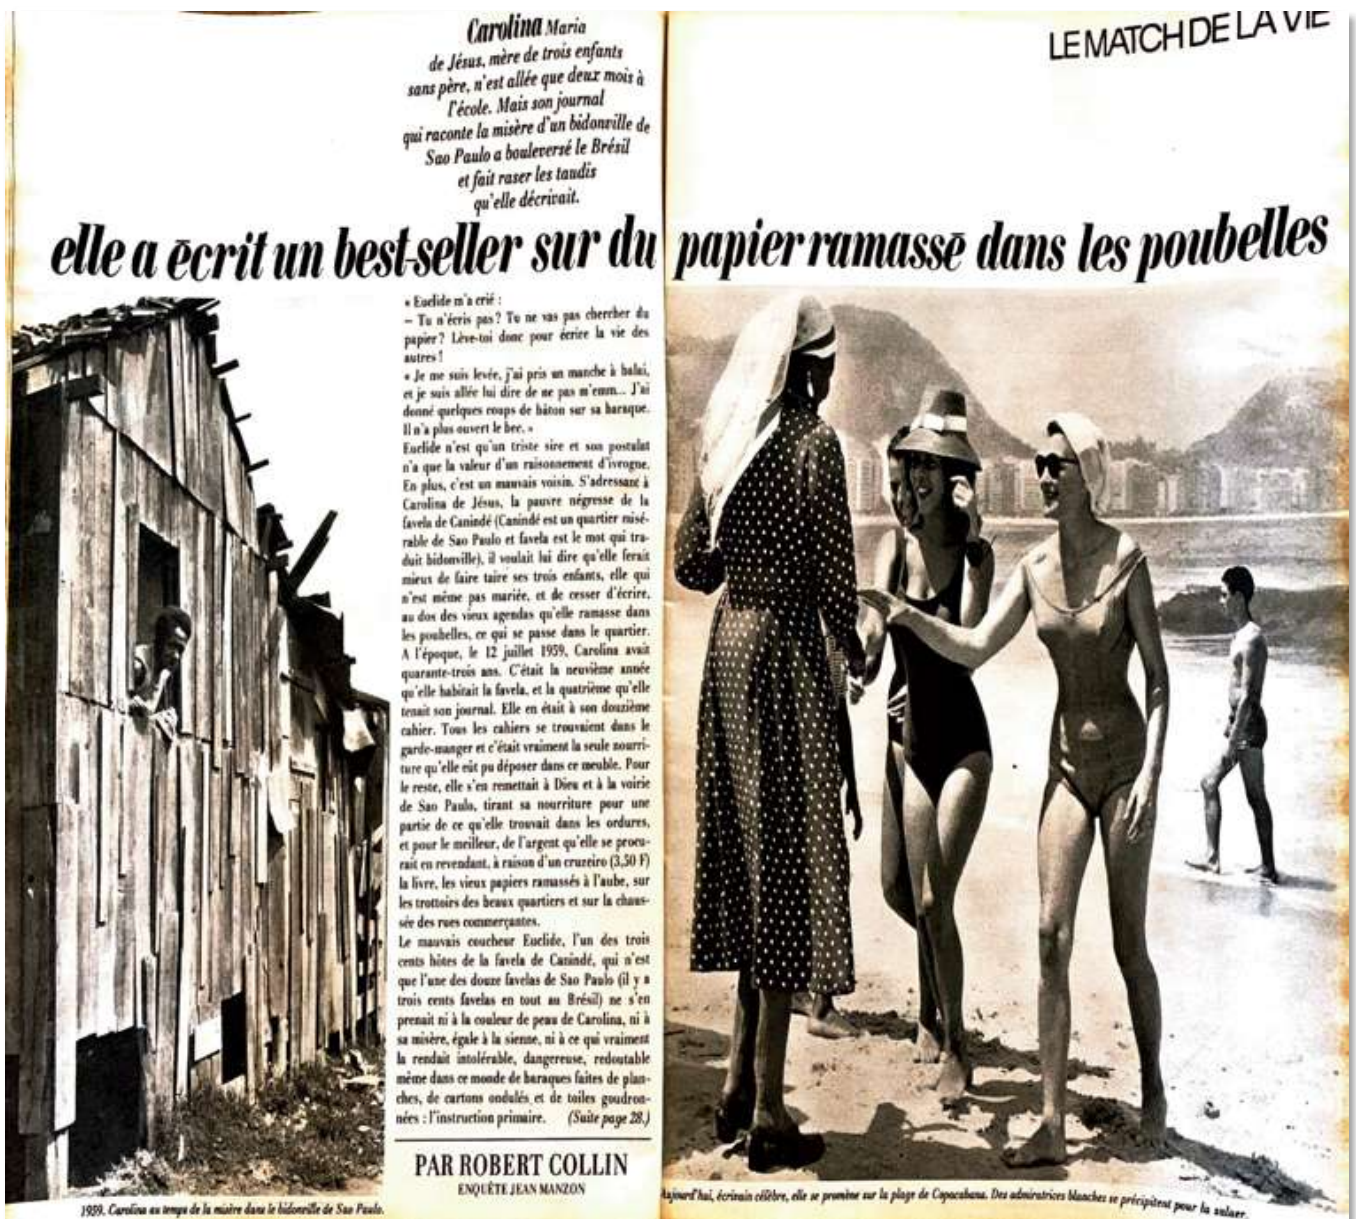 Carolina Maria
de Jésus, mère de trois enfants
sans père, n'est allée que deux mois à
l'école. Mais son journal
qui raconte la misère d'un bidonville de
Sao Paulo a bouleversé le Brésil
et fait raser les taudis
qu'elle décrivait.
LE MATCH DE LA VIE
elle a écrit un best-seller sur du papier ramassé dans les poubelles
« Euclide m'a crié :
— Tu n'écris pas ? Tu ne vas pas chercher du
papier ? Lève-toi donc pour écrire la vie des
autres !
« Je me suis levée, j'ai pris un manche à balai,
et je suis allée lui dire de ne pas m'emm... J'ai
donné quelques coups de bâton sur sa baraque.
Il n'a plus ouvert le bec. »
Euclide n'est qu'un triste sire et son postulat
n'a que la valeur d'un raisonnement d'ivrogne.
En plus, c'est un mauvais voisin. S'adressant à
Carolina de Jésus, la pauvre négresse de la
favela de Canindé (Canindé est un quartier misé-
rable de Sao Paulo et favela est le mot qui tra-
duit bidonville), il voulait lui dire qu'elle ferait
mieux de faire taire ses trois enfants, elle qui
n'est même pas mariée, et de cesser d'écrire,
au dos des vieux agendas qu'elle ramasse dans
les poubelles, ce qui se passe dans le quartier.
A l'époque, le 12 juillet 1959, Carolina avait
quarante-trois ans. C'était la neuvième année
qu'elle habitait la favela, et la quatrième qu'elle
tenait son journal. Elle en était à son douzième
cahier. Tous les cahiers se trouvaient dans le
garde-manger et c'était vraiment la seule nourri-
ture qu'elle eût pu déposer dans ce meuble. Pour
le reste, elle s'en remettait à Dieu et à la voirie
de Sao Paulo, tirant sa nourriture pour une
partie de ce qu'elle trouvait dans les ordures,
et pour le meilleur, de l'argent qu'elle se procu-
rait en revendant, à raison d'un cruzeiro (3,50 F)
la livre, les vieux papiers ramassés à l'aube, sur
les trottoirs des beaux quartiers et sur la chaus-
sée des rues commerçantes.
Le mauvais coucheur Euclide, l'un des trois
cents hôtes de la favela de Canindé, qui n'est
que l'une des douze favelas de Sao Paulo (il y a
trois cents favelas en tout au Brésil) ne s'en
prenait ni à la couleur de peau de Carolina, ni à
sa misère, égale à la sienne, ni à ce qui vraiment
la rendait intolérable, dangereuse, redoutable
même dans ce monde de baraques faites de plan-
ches, de cartons ondulés et de toiles goudron-
nées : l'instruction primaire. (Suite page 28.)
PAR ROBERT COLLIN
ENQUÊTE JEAN MANZON
1959. Carolina au temps de la misère dans le bidonville de Sao Paulo.
Aujourd'hui, écrivain célèbre, elle se promène sur la plage de Copacabana. Des admiratrices blanches se précipitent pour la saluer.